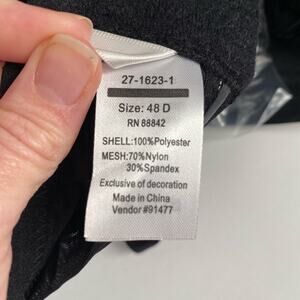 27-1623-1
Size: 48 D
RN 88842
SHELL:100%Polyester
MESH:70%Nylon
30%Spandex
Exclusive of decoration
Made in China
Vendor #91477